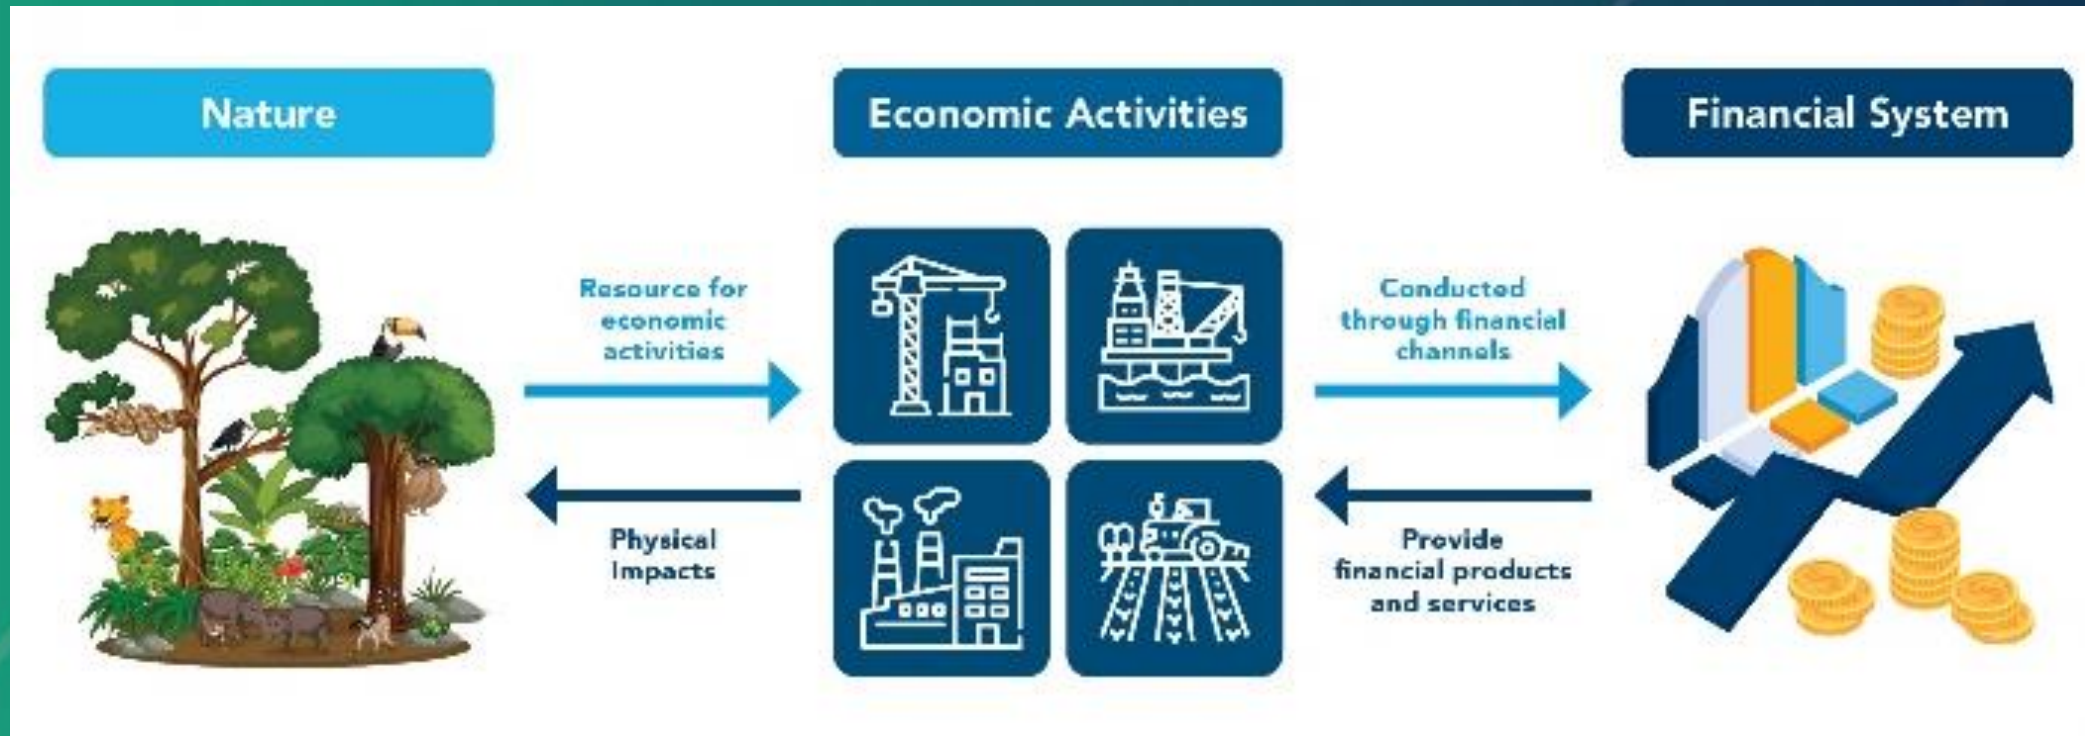 Nature
Economic Activities
Financial System
Resource for
economic
activities
Conducted
through financial
channels
Physical
Impacts
Provide
financial products
and services